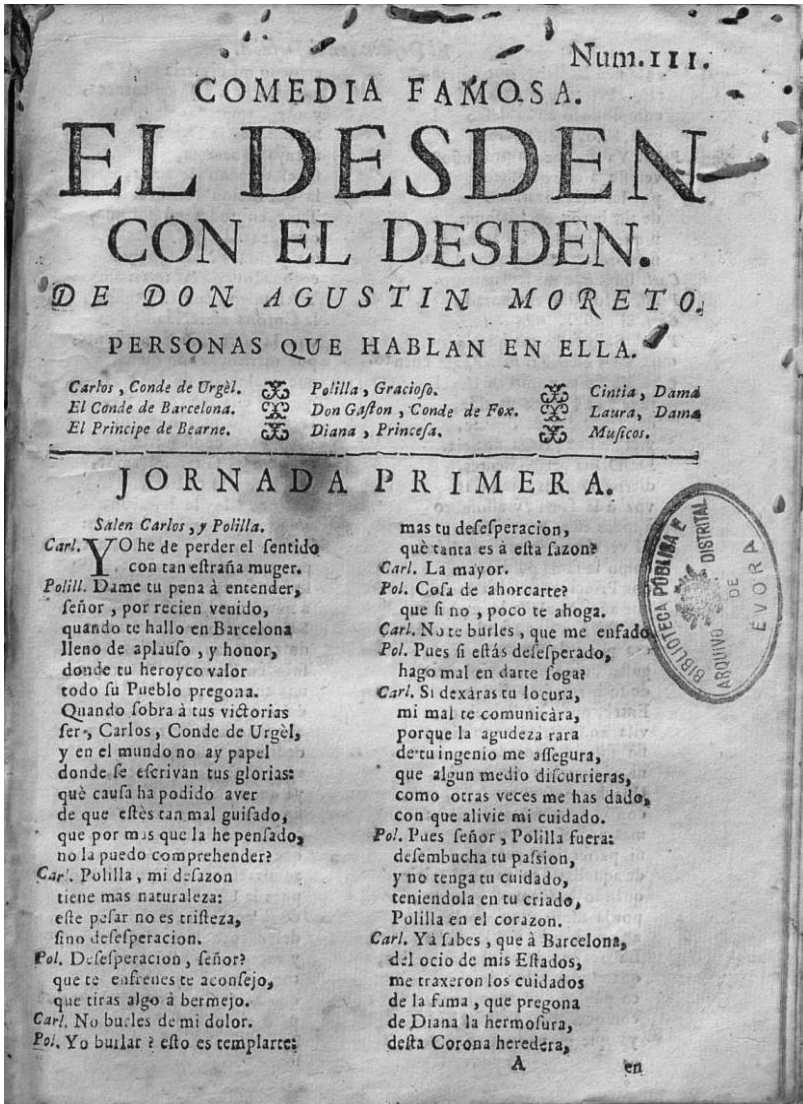 Num.III.
COMEDIA FAMOSA.
EL DESDEN
CON EL DESDEN.
DE DON AGUSTIN MORETO.
PERSONAS QUE HABLAN EN ELLA.
Carlos, Conde de Urgèl.
El Conde de Barcelona.
El Principe de Bearne.
Polilla, Gracioſo.
Don Gaſton, Conde de Fox.
Diana, Princeſa.
Cintia, Dama
Laura, Dama
Muſicos.
JORNADA PRIMERA.
Salen Carlos, y Polilla.
Carl. YO he de perder el ſentido
con tan eſtraña muger.
Polill. Dame tu pena à entender,
ſeñor, por recien venido,
quando te hallo en Barcelona
lleno de aplauſo, y honor,
donde tu heroyco valor
todo ſu Pueblo pregona.
Quando ſobra à tus victorias
ſer, Carlos, Conde de Urgèl,
y en el mundo no ay papel
donde ſe eſcrivan tus glorias:
què cauſa ha podido aver
de que eſtès tan mal guiſado,
que por mas que la he penſado,
no la puedo comprehender?
Carl. Polilla, mi deſazon
tiene mas naturaleza:
eſte peſar no es triſteza,
ſino deſeſperacion.
Pol. Deſeſperacion, ſeñor?
que te enfrenes te aconſejo,
que tiras algo à bermejo.
Carl. No burles de mi dolor.
Pol. Yo burlar? eſto es templarte:
mas tu deſeſperacion,
què tanta es à eſta ſazon?
Carl. La mayor.
Pol. Coſa de ahorcarte?
que ſi no, poco te ahoga.
Carl. No te burles, que me enfado.
Pol. Pues ſi eſtás deſeſperado,
hago mal en darte ſoga?
Carl. Si dexàras tu locura,
mi mal te comunicàra,
porque la agudeza rara
de tu ingenio me aſſegura,
que algun medio diſcurrieras,
como otras veces me has dado,
con que alivie mi cuidado.
Pol. Pues ſeñor, Polilla fuera:
deſembucha tu paſsion,
y no tenga tu cuidado,
teniendola en tu criado,
Polilla en el corazon.
Carl. Yá ſabes, que à Barcelona,
del ocio de mis Eſtados,
me traxeron los cuidados
de la fama, que pregona
de Diana la hermoſura,
deſta Corona heredera,
A en
BIBLIOTECA PÚBLICA E
ARQUIVO DISTRITAL
DE
ÉVORA